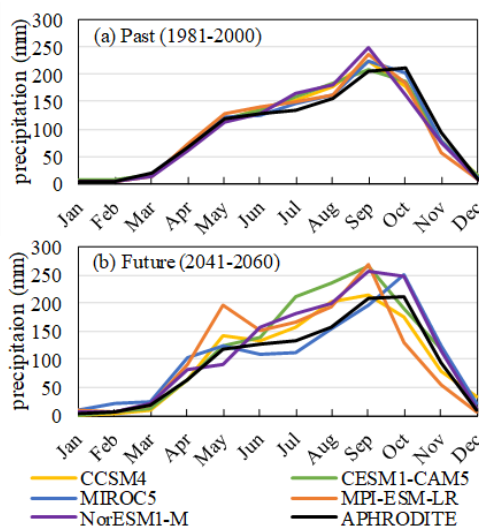 (a) Past (1981-2000)
precipitation (mm)
300
250
200
150
100
50
0
Jan Feb Mar Apr May Jun Jul Aug Sep Oct Nov Dec
(b) Future (2041-2060)
precipitaion (mm)
300
250
200
150
100
50
0
Jan Feb Mar Apr May Jun Jul Aug Sep Oct Nov Dec
CCSM4 CESM1-CAM5
MIROC5 MPI-ESM-LR
NorESM1-M APHRODITE